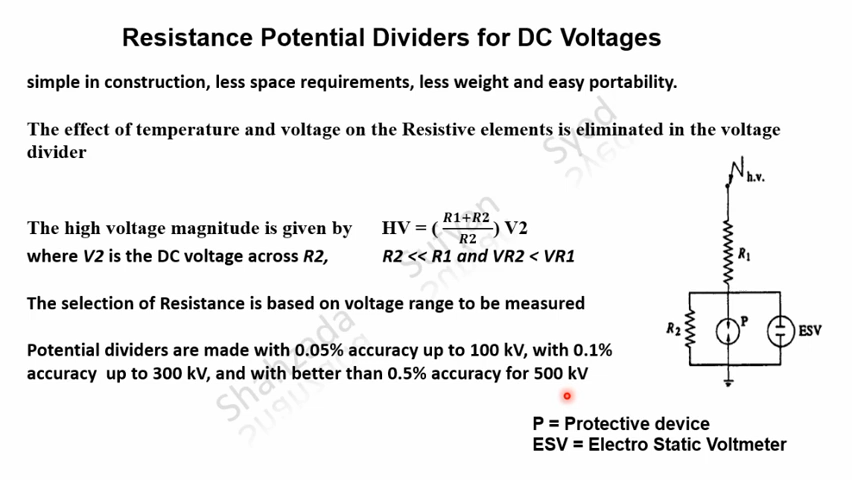 Resistance Potential Dividers for DC Voltages
simple in construction, less space requirements, less weight and easy portability.
The effect of temperature and voltage on the Resistive elements is eliminated in the voltage
divider
h.v.
The high voltage magnitude is given by HV = (R1+R2/R2) V2
where V2 is the DC voltage across R2, R2 << R1 and VR2 < VR1
R1
The selection of Resistance is based on voltage range to be measured
R2 P ESV
Potential dividers are made with 0.05% accuracy up to 100 kV, with 0.1%
accuracy up to 300 kV, and with better than 0.5% accuracy for 500 kV
P = Protective device
ESV = Electro Static Voltmeter
Shahzada Suryan Syed